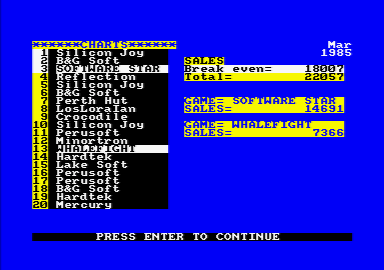 *******CHARTS*******
Mar
1985
1 Silicon Joy
2 B&G Soft
3 SOFTWARE STAR
4 Reflection
5 Silicon Joy
6 B&G Soft
7 Perth Hut
8 LosLoraIan
9 Crocodile
10 Silicon Joy
11 Perusoft
12 Minortron
13 WHALEFIGHT
14 Hardtek
15 Lake Soft
16 Perusoft
17 Perusoft
18 B&G Soft
19 Hardtek
20 Mercury
SALES
Break even= 18007
Total= 22057
GAME= SOFTWARE STAR
SALES= 14691
GAME= WHALEFIGHT
SALES= 7366
PRESS ENTER TO CONTINUE